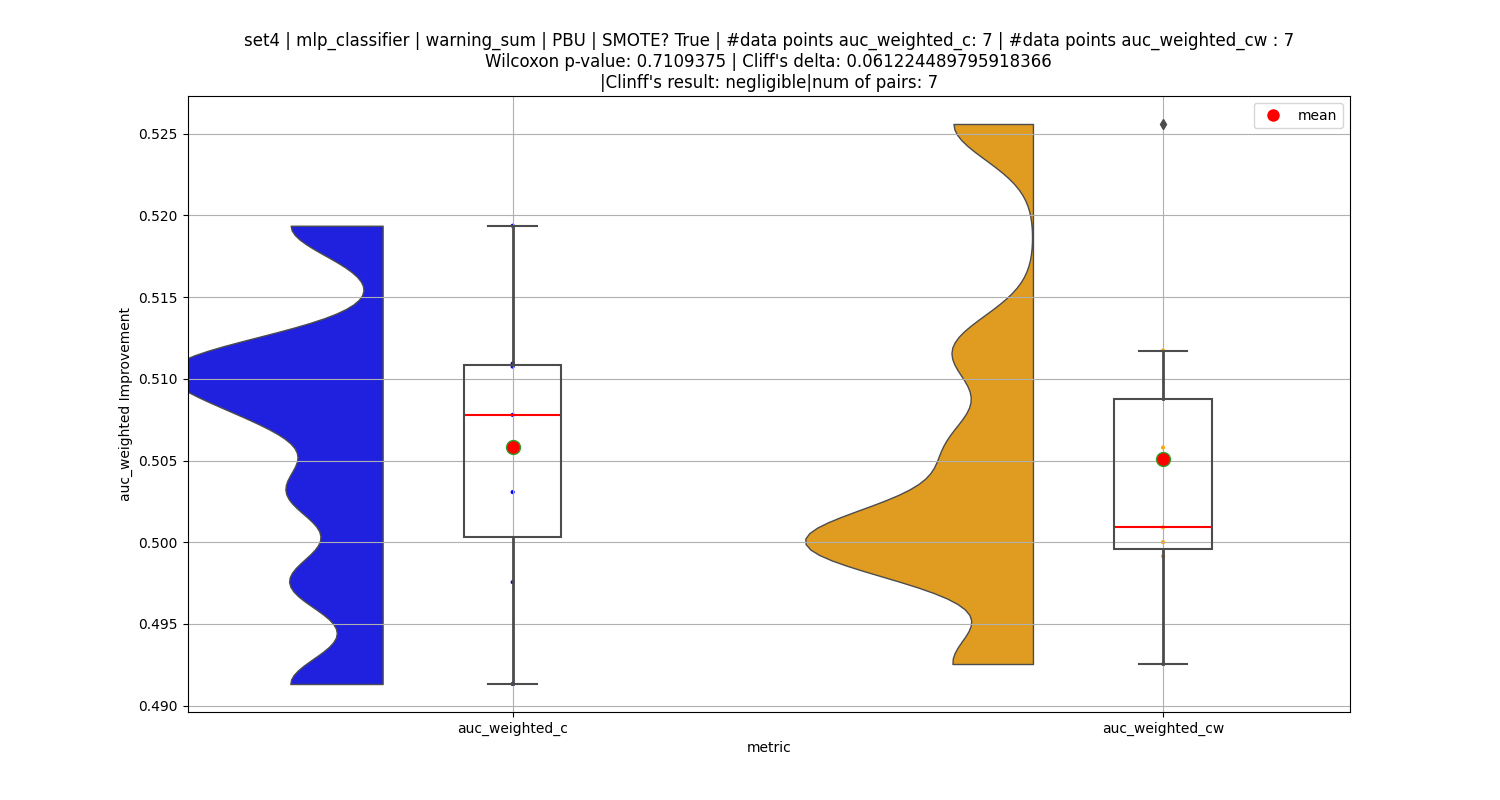 set4 | mlp_classifier | warning_sum | PBU | SMOTE? True | #data points auc_weighted_c: 7 | #data points auc_weighted_cw : 7
Wilcoxon p-value: 0.7109375 | Cliff's delta: 0.061224489795918366
|Clinff's result: negligible|num of pairs: 7
mean
0.525
0.520
0.515
0.510
0.505
0.500
0.495
0.490
auc_weighted Improvement
auc_weighted_c
auc_weighted_cw
metric